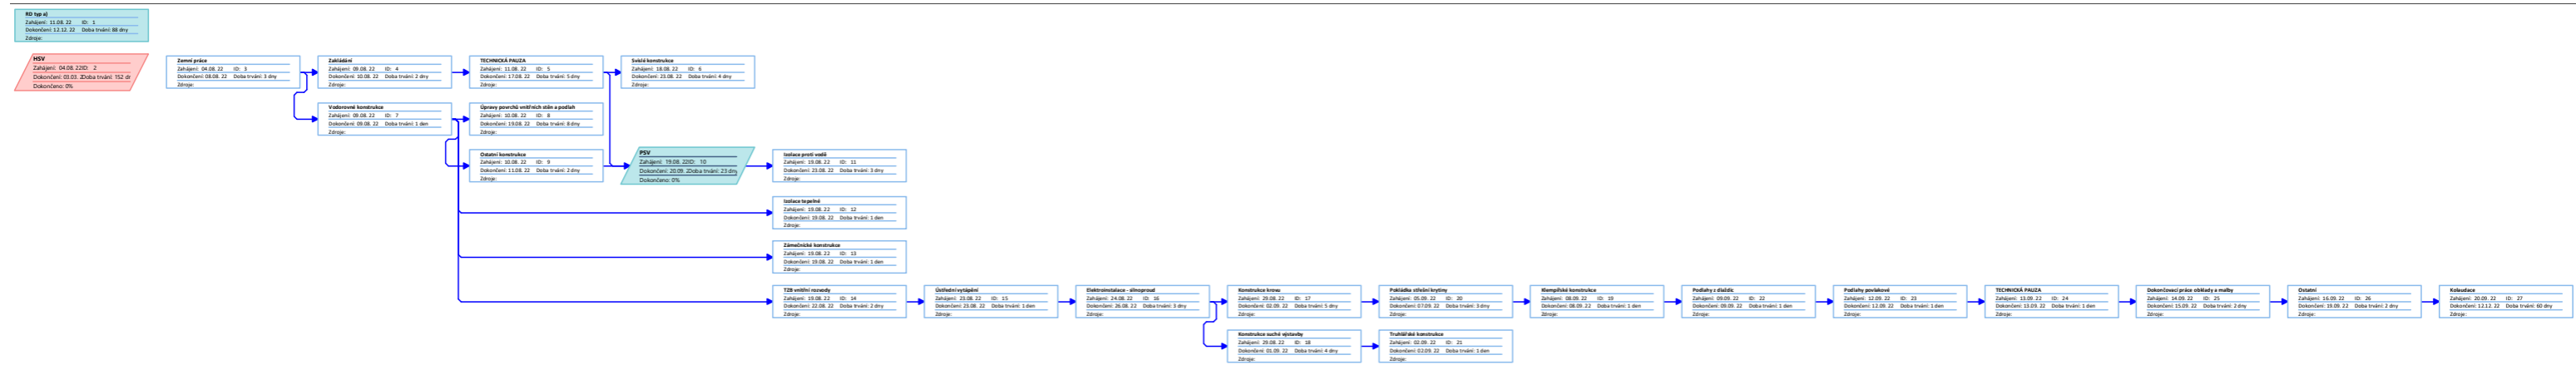 RD typ a)
Zahájení: 11.08. 22 ID: 1
Dokončení: 12.12. 22 Doba trvání: 88 dny
Zdroje:
HSV
Zahájení: 04.08. 22ID: 2
Dokončení: 03.03. 2Doba trvání: 152 dr
Dokončeno: 0%
Zemní práce
Zahájení: 04.08. 22 ID: 3
Dokončení: 08.08. 22 Doba trvání: 3 dny
Zdroje:
Zakládání
Zahájení: 09.08. 22 ID: 4
Dokončení: 10.08. 22 Doba trvání: 2 dny
Zdroje:
TECHNICKÁ PAUZA
Zahájení: 11.08. 22 ID: 5
Dokončení: 17.08. 22 Doba trvání: 5 dny
Zdroje:
Svislé konstrukce
Zahájení: 18.08. 22 ID: 6
Dokončení: 23.08. 22 Doba trvání: 4 dny
Zdroje:
Vodorovné konstrukce
Zahájení: 09.08. 22 ID: 7
Dokončení: 09.08. 22 Doba trvání: 1 den
Zdroje:
Úpravy povrchů vnitřních stěn a podleh
Zahájení: 10.08. 22 ID: 8
Dokončení: 19.08. 22 Doba trvání: 8 dny
Zdroje:
Ostatní konstrukce
Zahájení: 10.08. 22 ID: 9
Dokončení: 11.08. 22 Doba trvání: 2 dny
Zdroje:
PSV
Zahájení: 19.08. 22ID: 10
Dokončení: 20.09. 2Doba trvání: 23 dny
Dokončeno: 0%
Izolace proti vodě
Zahájení: 19.08. 22 ID: 11
Dokončení: 23.08. 22 Doba trvání: 3 dny
Zdroje:
Izolace tepelné
Zahájení: 19.08. 22 ID: 12
Dokončení: 19.08. 22 Doba trvání: 1 den
Zdroje:
Zámečnické konstrukce
Zahájení: 19.08. 22 ID: 13
Dokončení: 19.08. 22 Doba trvání: 1 den
Zdroje:
TZB vnitřní rozvody
Zahájení: 19.08. 22 ID: 14
Dokončení: 22.08. 22 Doba trvání: 2 dny
Zdroje:
Ústřední vytápění
Zahájení: 23.08. 22 ID: 15
Dokončení: 23.08. 22 Doba trvání: 1 den
Zdroje:
Elektroinstalace - silnoproud
Zahájení: 24.08. 22 ID: 16
Dokončení: 26.08. 22 Doba trvání: 3 dny
Zdroje:
Konstrukce krovu
Zahájení: 29.08. 22 ID: 17
Dokončení: 02.09. 22 Doba trvání: 5 dny
Zdroje:
Pokládka střešní krytiny
Zahájení: 05.09. 22 ID: 20
Dokončení: 07.09. 22 Doba trvání: 3 dny
Zdroje:
Klempířské konstrukce
Zahájení: 08.09. 22 ID: 19
Dokončení: 08.09. 22 Doba trvání: 1 den
Zdroje:
Podlahy z dlaždic
Zahájení: 09.09. 22 ID: 22
Dokončení: 09.09. 22 Doba trvání: 1 den
Zdroje:
Podlahy povlakové
Zahájení: 12.09. 22 ID: 23
Dokončení: 12.09. 22 Doba trvání: 1 den
Zdroje:
TECHNICKÁ PAUZA
Zahájení: 13.09. 22 ID: 24
Dokončení: 13.09. 22 Doba trvání: 1 den
Zdroje:
Dokončovací práce obklady a malby
Zahájení: 14.09. 22 ID: 25
Dokončení: 15.09. 22 Doba trvání: 2 dny
Zdroje:
Ostatní
Zahájení: 16.09. 22 ID: 26
Dokončení: 19.09. 22 Doba trvání: 2 dny
Zdroje:
Kolaudace
Zahájení: 20.09. 22 ID: 27
Dokončení: 12.12. 22 Doba trvání: 60 dny
Zdroje:
Konstrukce suché výstavby
Zahájení: 29.08. 22 ID: 18
Dokončení: 01.09. 22 Doba trvání: 4 dny
Zdroje:
Truhlářské konstrukce
Zahájení: 02.09. 22 ID: 21
Dokončení: 02.09. 22 Doba trvání: 1 den
Zdroje: